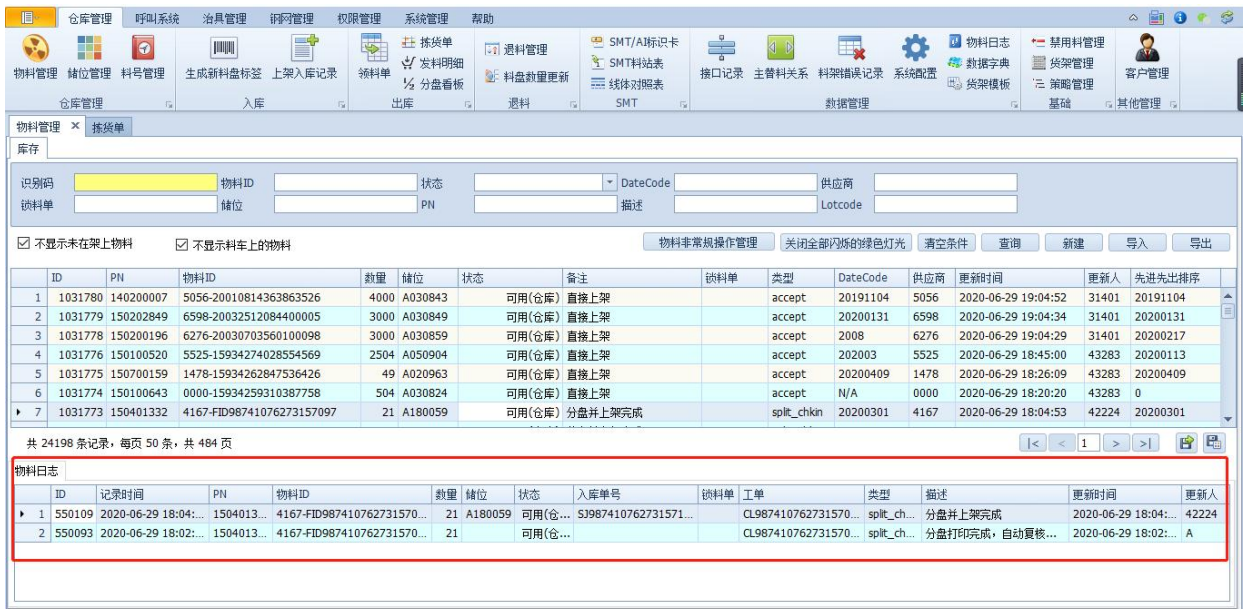 仓库管理 呼叫系统 治具管理 钢网管理 权限管理 系统管理 帮助
物料管理 储位管理 料号管理 生成新料盘标签 上架入库记录 领料单 拣货单 发料明细 分盘看板 退料管理 料盘数量更新 SMT/AI标识卡 SMT料站表 线体对照表 接口记录 主替料关系 料架错误记录 系统配置 物料日志 数据字典 货架模板 禁用料管理 货架管理 策略管理 客户管理
仓库管理 入库 出库 退料 SMT 数据管理 基础 其他管理
物料管理 × 拣货单
库存
识别码 物料ID 状态 DateCode 供应商
锁料单 储位 PN 描述 Lotcode
不显示未在架上物料 不显示料车上的物料 物料非常规操作管理 关闭全部闪烁的绿色灯光 清空条件 查询 新建 导入 导出
ID PN 物料ID 数量 储位 状态 备注 锁料单 类型 DateCode 供应商 更新时间 更新人 先进先出排序
1 1031780 140200007 5056-20010814363863526 4000 A030843 可用(仓库) 直接上架 accept 20191104 5056 2020-06-29 19:04:52 31401 20191104
2 1031779 150202849 6598-20032512084400005 3000 A030849 可用(仓库) 直接上架 accept 20200131 6598 2020-06-29 19:04:34 31401 20200131
3 1031778 150200196 6276-20030703560100098 3000 A030859 可用(仓库) 直接上架 accept 2008 6276 2020-06-29 19:04:29 31401 20200217
4 1031776 150100520 5525-15934274028554569 2504 A050904 可用(仓库) 直接上架 accept 202003 5525 2020-06-29 18:45:00 43283 20200113
5 1031775 150700159 1478-15934262847536426 49 A020963 可用(仓库) 直接上架 accept 20200409 1478 2020-06-29 18:26:09 43283 20200409
6 1031774 150100643 0000-15934259310387758 504 A030824 可用(仓库) 直接上架 accept N/A 0000 2020-06-29 18:20:20 43283 0
7 1031773 150401332 4167-FID98741076273157097 21 A180059 可用(仓库) 分盘并上架完成 split_chkin 20200301 4167 2020-06-29 18:04:53 42224 20200301
共 24198 条记录，每页 50 条，共 484 页 |< < 1 > >|
物料日志
ID 记录时间 PN 物料ID 数量 储位 状态 入库单号 锁料单 工单 类型 描述 更新时间 更新人
1 550109 2020-06-29 18:04:... 1504013... 4167-FID987410762731570... 21 A180059 可用(仓... SJ987410762731571... CL987410762731570... split_ch... 分盘并上架完成 2020-06-29 18:04:... 42224
2 550093 2020-06-29 18:02:... 1504013... 4167-FID987410762731570... 21 可用(仓... CL987410762731570... split_ch... 分盘打印完成，自动复核... 2020-06-29 18:02:... A